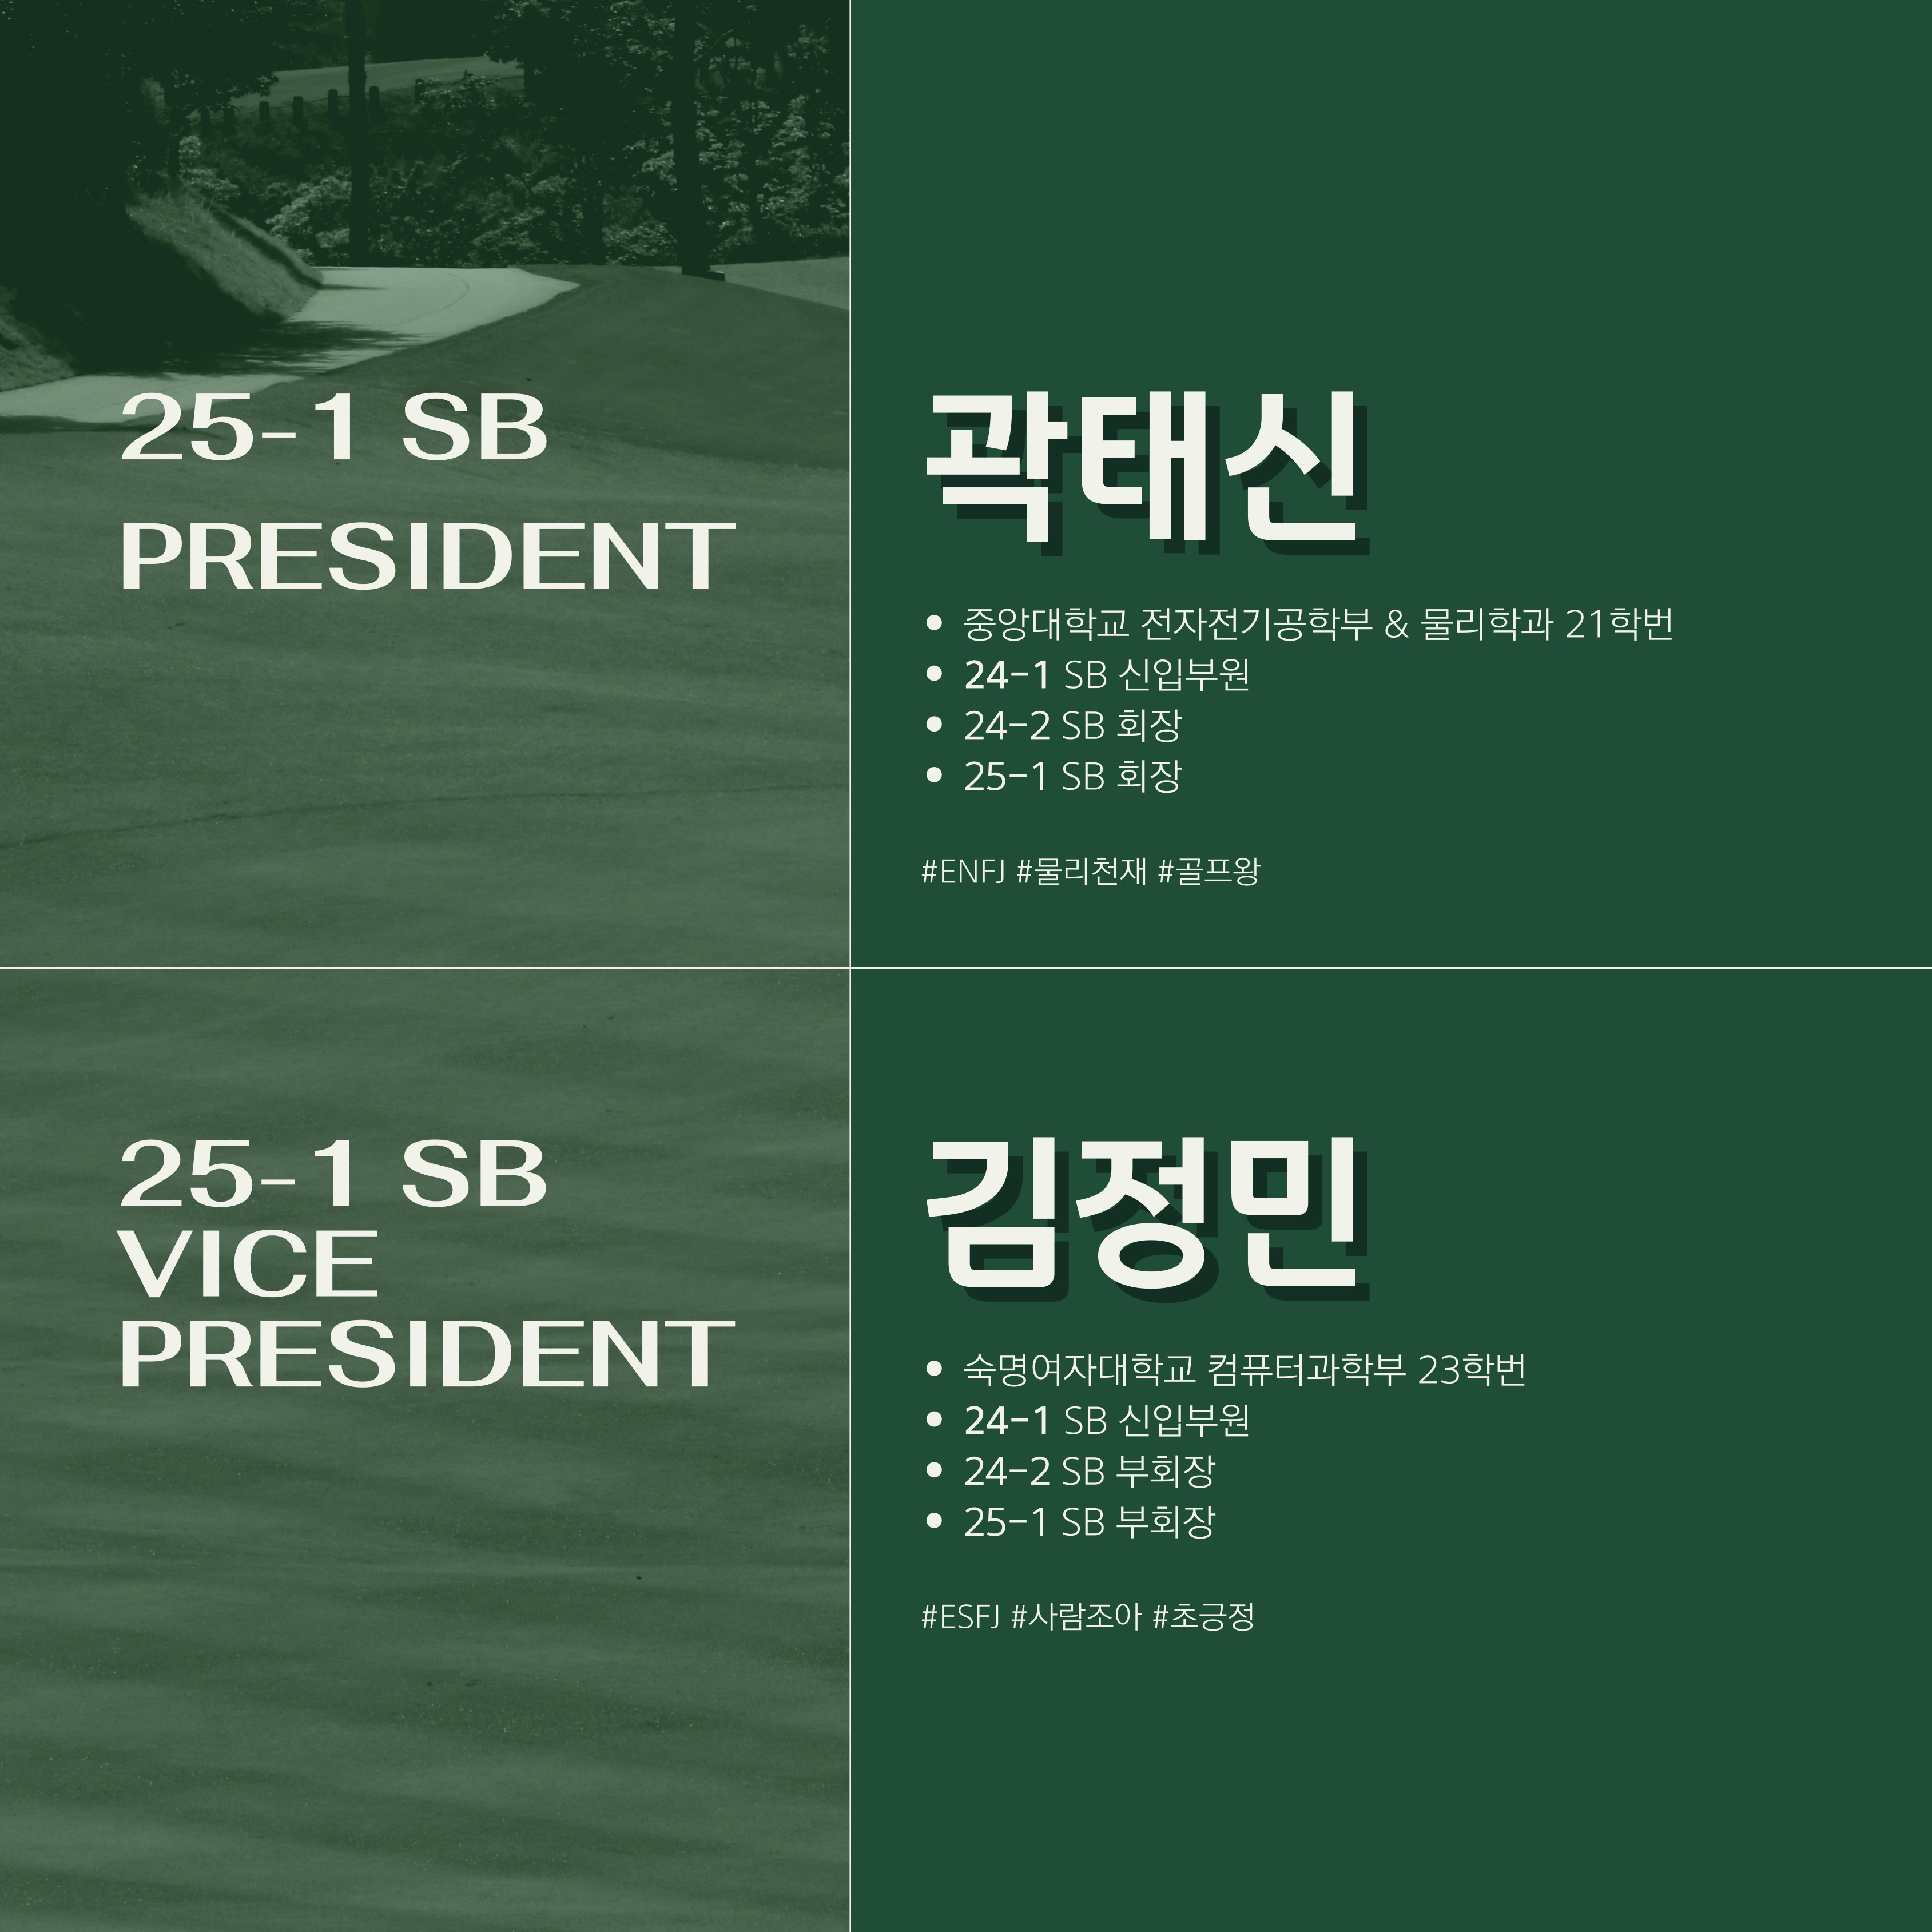 25-1 SB
PRESIDENT
곽태신
중앙대학교 전자전기공학부 & 물리학과 21학번
24-1 SB 신입부원
24-2 SB 회장
25-1 SB 회장
#ENFJ #물리천재 #골프왕
25-1 SB
VICE
PRESIDENT
김정민
숙명여자대학교 컴퓨터과학부 23학번
24-1 SB 신입부원
24-2 SB 부회장
25-1 SB 부회장
#ESFJ #사람조아 #초긍정